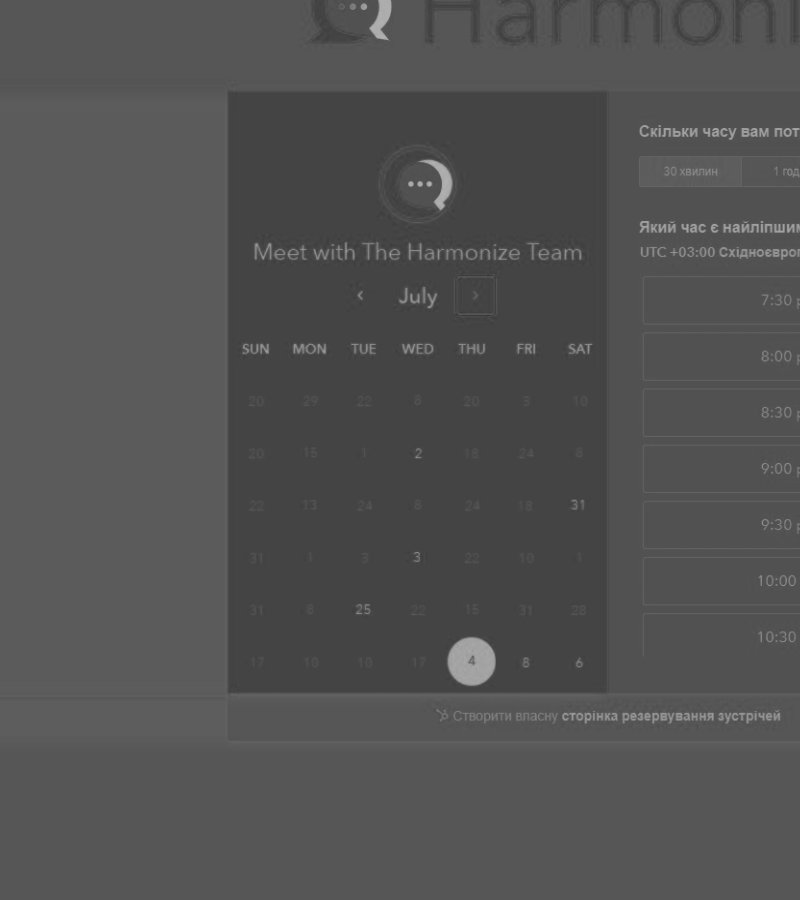 Harmoni
Meet with The Harmonize Team
July
SUN MON TUE WED THU FRI SAT
20 29 22 8 20 3 10
20 15 1 2 18 24 8
22 13 24 8 24 18 31
31 1 3 3 22 10 1
31 8 25 22 15 31 28
17 18 10 17 4 8 6
Скільки часу вам пот
30 хвилин 1 год
Який час є найліпшим
UTC +03:00 Східноєвроп
7:30 р
8:00 р
8:30 р
9:00 р
9:30 р
10:00
10:30
Створити власну сторінка резервування зустрічей